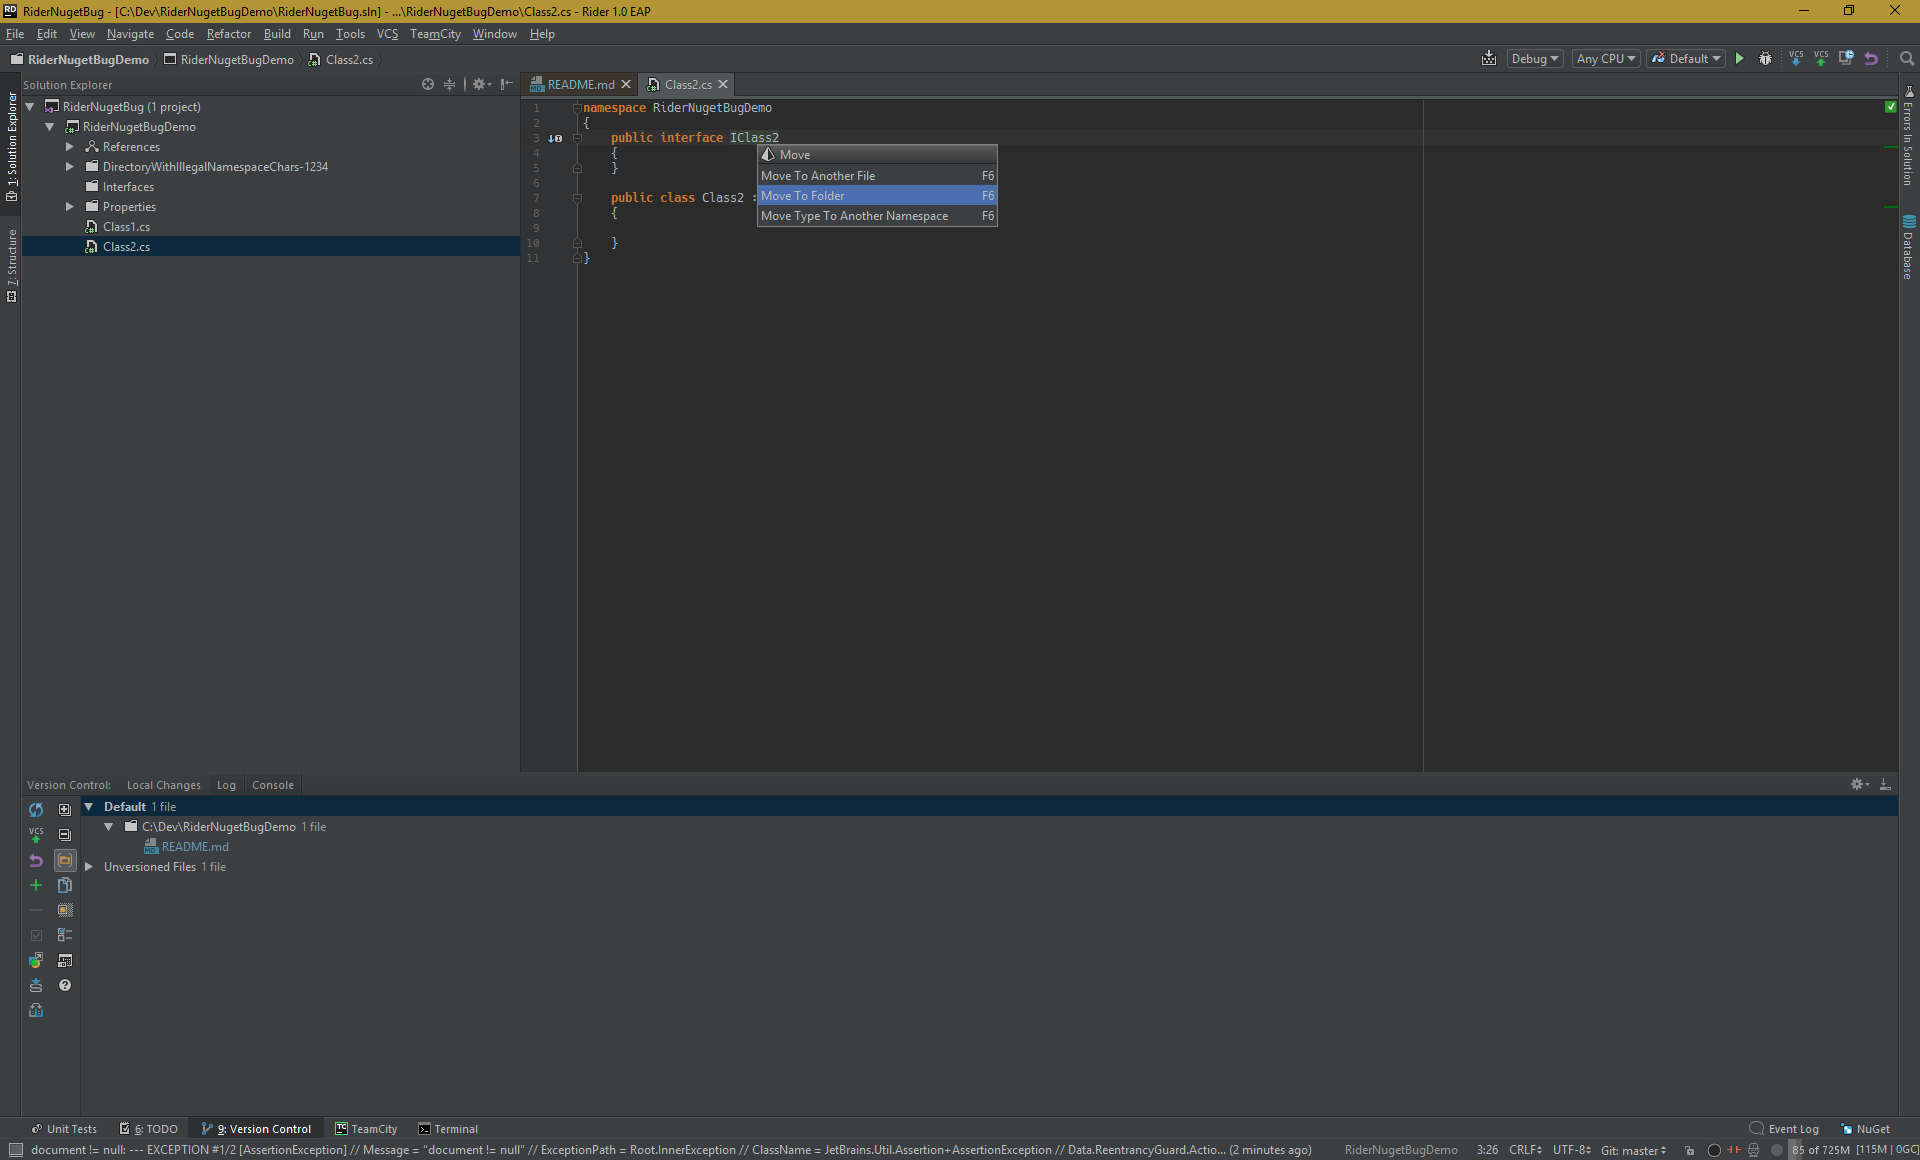 RiderNugetBug - [C:\Dev\RiderNugetBugDemo\RiderNugetBug.sln] - ...\RiderNugetBugDemo\Class2.cs - Rider 1.0 EAP
File Edit View Navigate Code Refactor Build Run Tools VCS TeamCity Window Help
RiderNugetBugDemo RiderNugetBugDemo Class2.cs Debug Any CPU Default VCS VCS
Solution Explorer
README.md Class2.cs
1: Solution Explorer
7: Structure
RiderNugetBug (1 project)
RiderNugetBugDemo
References
DirectoryWithIllegalNamespaceChars-1234
Interfaces
Properties
Class1.cs
Class2.cs
1 namespace RiderNugetBugDemo
2 {
3 public interface IClass2
4 {
5 }
6
7 public class Class2 :
8 {
9
10 }
11 }
Move
Move To Another File F6
Move To Folder F6
Move Type To Another Namespace F6
Errors In Solution
Database
Version Control: Local Changes Log Console
Default 1 file
C:\Dev\RiderNugetBugDemo 1 file
README.md
Unversioned Files 1 file
VCS
Unit Tests 6: TODO 9: Version Control TeamCity Terminal Event Log NuGet
document != null: --- EXCEPTION #1/2 [AssertionException] // Message = "document != null" // ExceptionPath = Root.InnerException // ClassName = JetBrains.Util.Assertion+AssertionException // Data.ReentrancyGuard.Actio... (2 minutes ago) RiderNugetBugDemo 3:26 CRLF UTF-8 Git: master 85 of 725M [115M | 0GC]